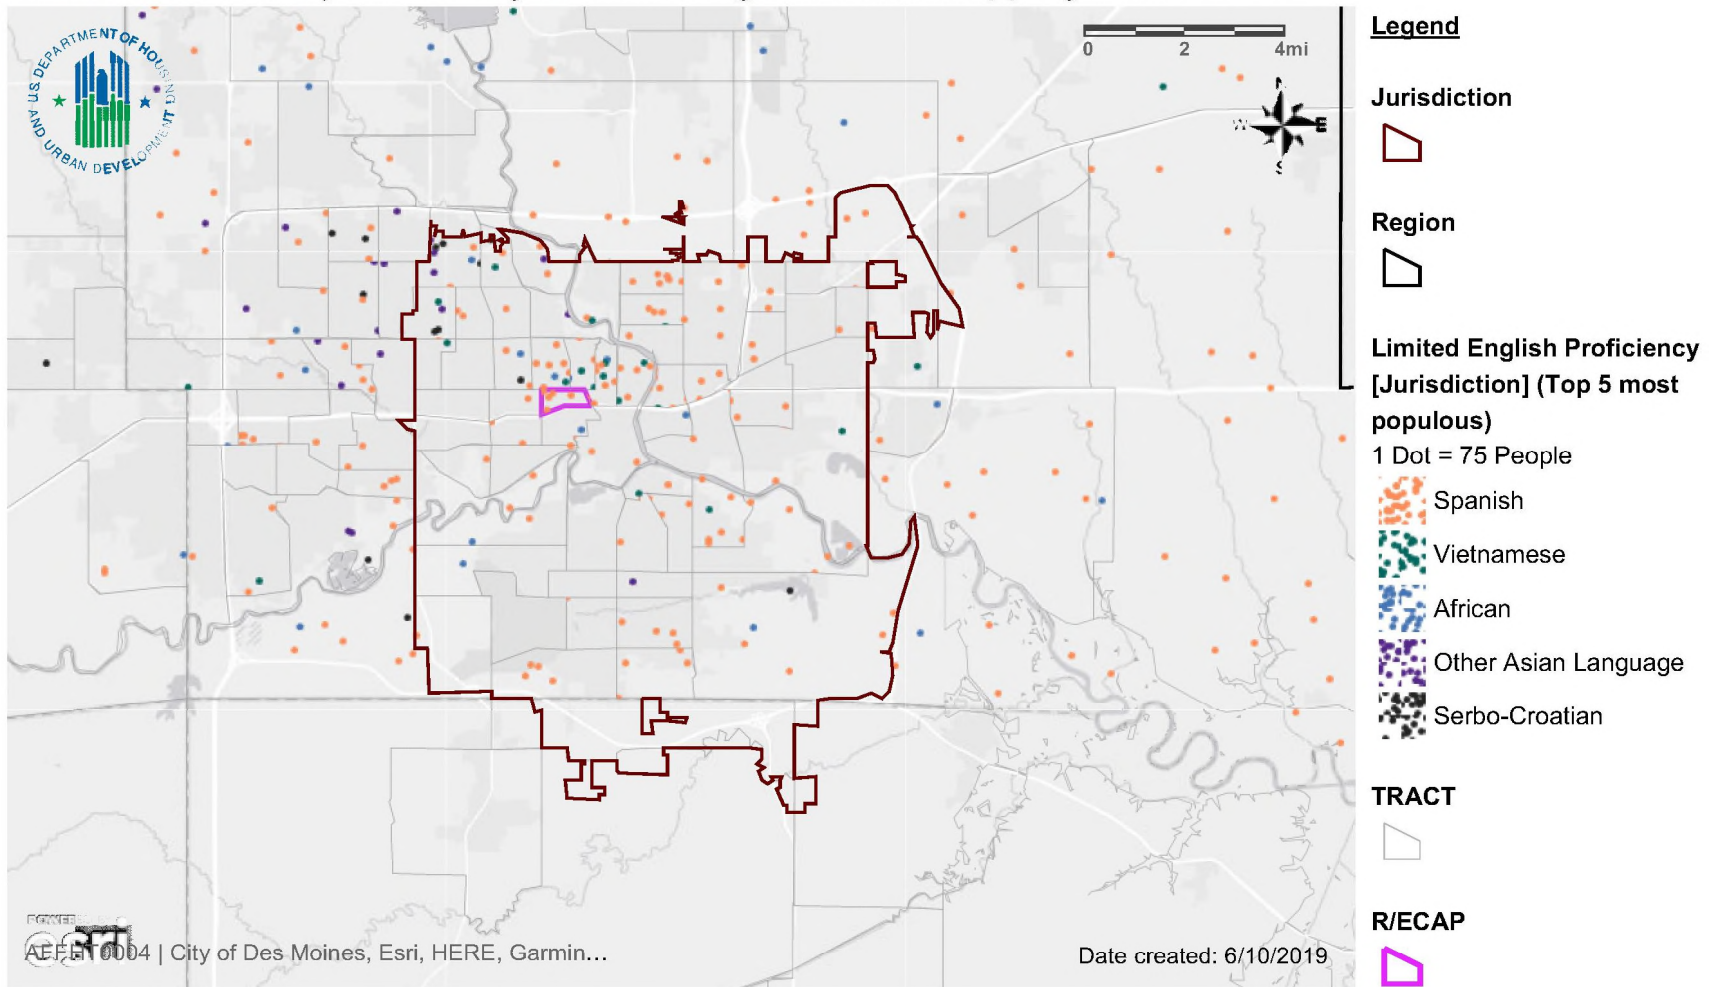 U.S. DEPARTMENT OF HOUSING
AND URBAN DEVELOPMENT
0 2 4mi
N
W E
S
Legend
Jurisdiction
Region
Limited English Proficiency
[Jurisdiction] (Top 5 most
populous)
1 Dot = 75 People
Spanish
Vietnamese
African
Other Asian Language
Serbo-Croatian
TRACT
R/ECAP
esri
AFFHT0004 | City of Des Moines, Esri, HERE, Garmin...
Date created: 6/10/2019